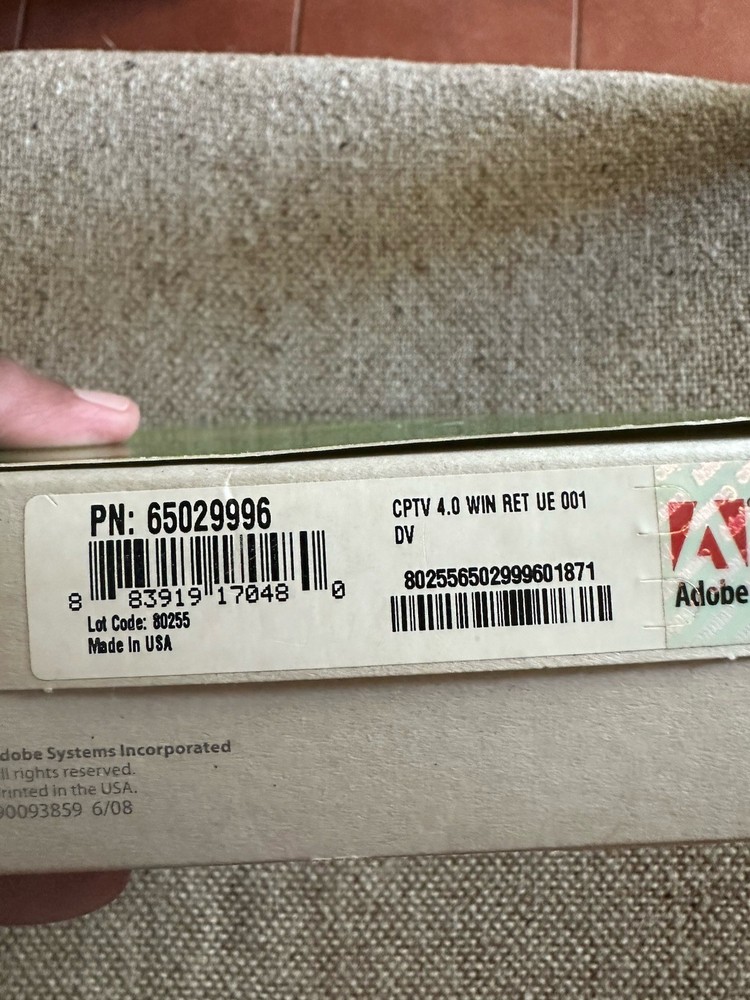 PN: 65029996
8 83919 17048 0
Lot Code: 80255
Made In USA
CPTV 4.0 WIN RET UE 001
DV
802556502999601871
Adobe
dobe Systems Incorporated
ll rights reserved.
rinted in the USA.
90093859 6/08